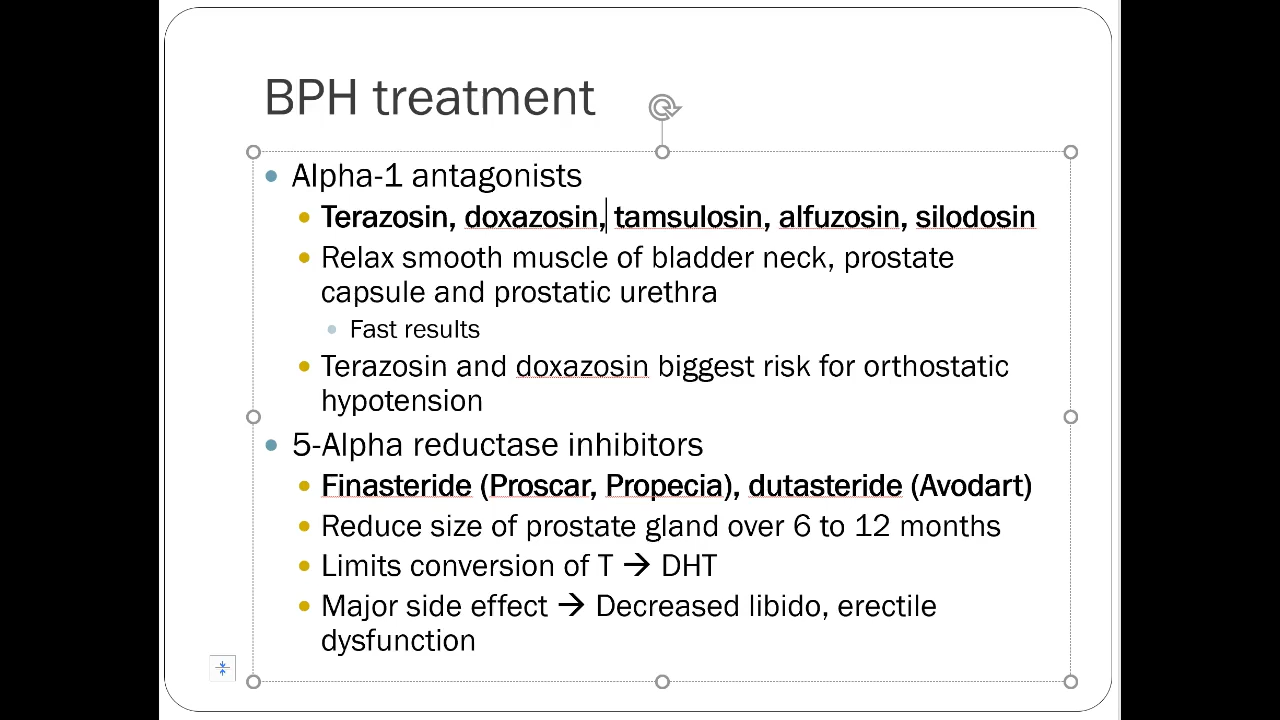 BPH treatment
Alpha-1 antagonists
Terazosin, doxazosin, tamsulosin, alfuzosin, silodosin
Relax smooth muscle of bladder neck, prostate
capsule and prostatic urethra
Fast results
Terazosin and doxazosin biggest risk for orthostatic
hypotension
5-Alpha reductase inhibitors
Finasteride (Proscar, Propecia), dutasteride (Avodart)
Reduce size of prostate gland over 6 to 12 months
Limits conversion of T → DHT
Major side effect → Decreased libido, erectile
dysfunction